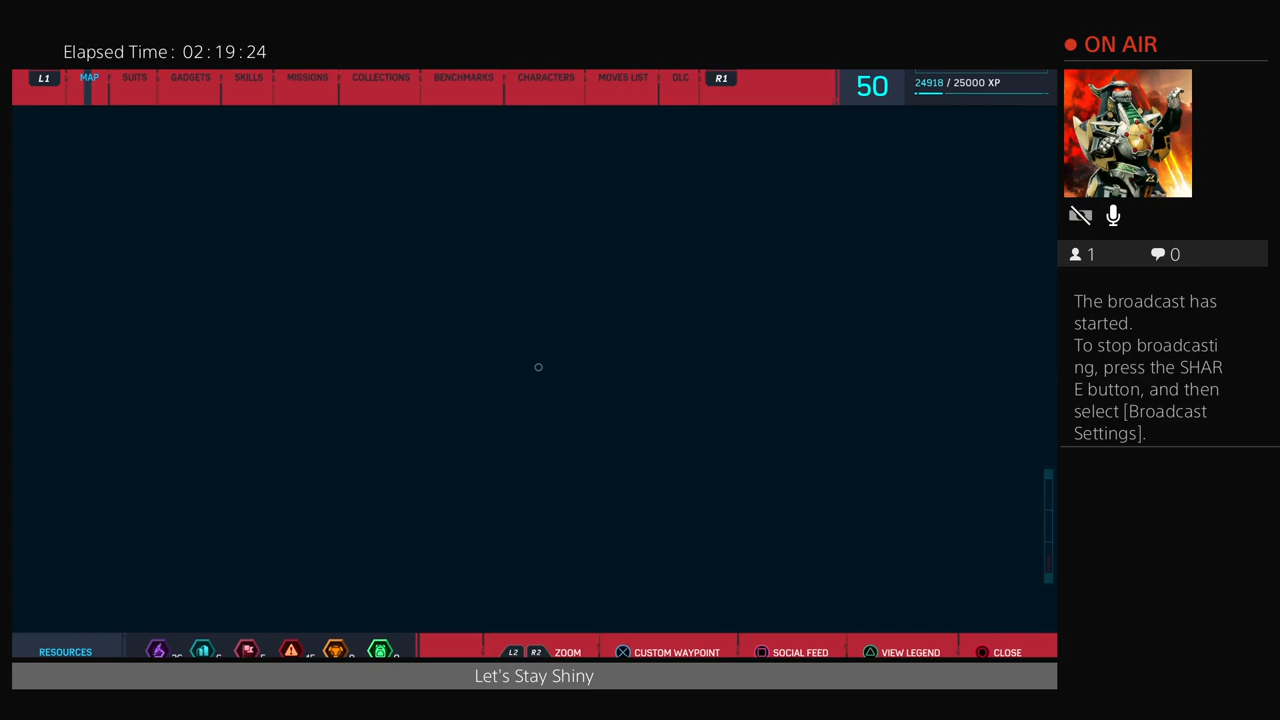 Elapsed Time: 02:19:24
ON AIR
L1 MAP SUITS GADGETS SKILLS MISSIONS COLLECTIONS BENCHMARKS CHARACTERS MOVES LIST DLC R1 50 24918 / 25000 XP
1 0
The broadcast has
started.
To stop broadcasti
ng, press the SHAR
E button, and then
select [Broadcast
Settings].
RESOURCES L2 R2 ZOOM CUSTOM WAYPOINT SOCIAL FEED VIEW LEGEND CLOSE
Let's Stay Shiny